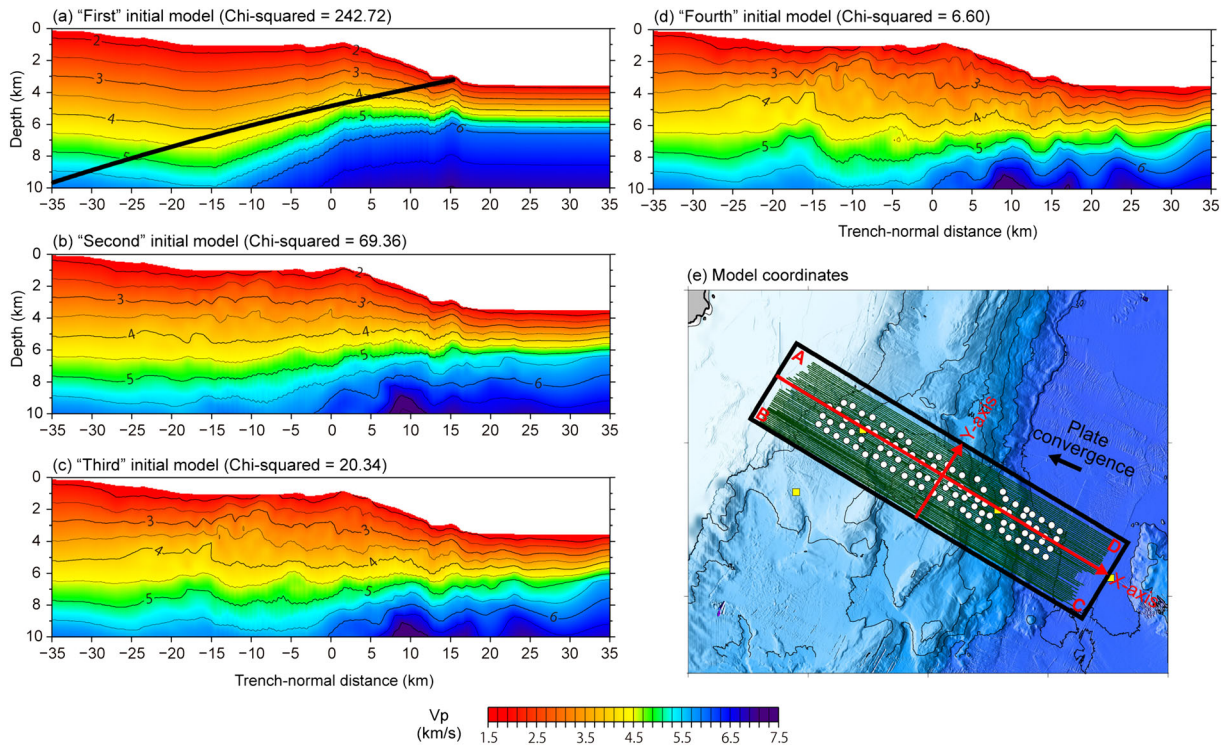 (a) “First” initial model (Chi-squared = 242.72)
0
2
4
6
8
10
Depth (km)
2
3
4
5
4
5
2
3
6
−35 −30 −25 −20 −15 −10 −5 0 5 10 15 20 25 30 35
(b) “Second” initial model (Chi-squared = 69.36)
0
2
4
6
8
10
Depth (km)
3
4
5
2
3
4
5
6
−35 −30 −25 −20 −15 −10 −5 0 5 10 15 20 25 30 35
(c) “Third” initial model (Chi-squared = 20.34)
0
2
4
6
8
10
Depth (km)
3
4
5
3
4
5
6
−35 −30 −25 −20 −15 −10 −5 0 5 10 15 20 25 30 35
Trench-normal distance (km)
(d) “Fourth” initial model (Chi-squared = 6.60)
0
2
4
6
8
10
3
4
5
3
4
5
6
−35 −30 −25 −20 −15 −10 −5 0 5 10 15 20 25 30 35
Trench-normal distance (km)
(e) Model coordinates
A
B
Y-axis
Plate
convergence
D
C
X-axis
Vp
(km/s)
1.5 2.5 3.5 4.5 5.5 6.5 7.5